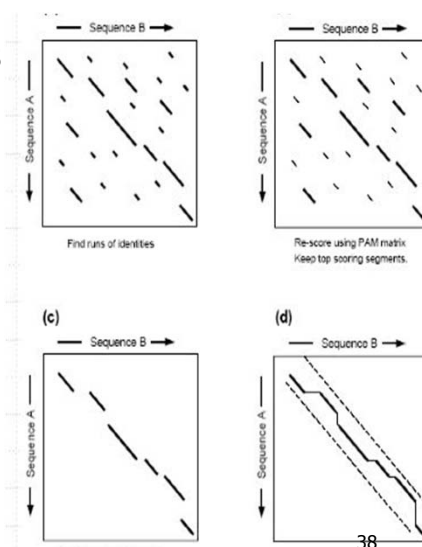 Sequence B
Sequence B
Sequence A
Sequence A
Find runs of identities
Re-score using PAM matrix
Keep top scoring segments.
(c)
(d)
Sequence B
Sequence B
Sequence A
Sequence A
38